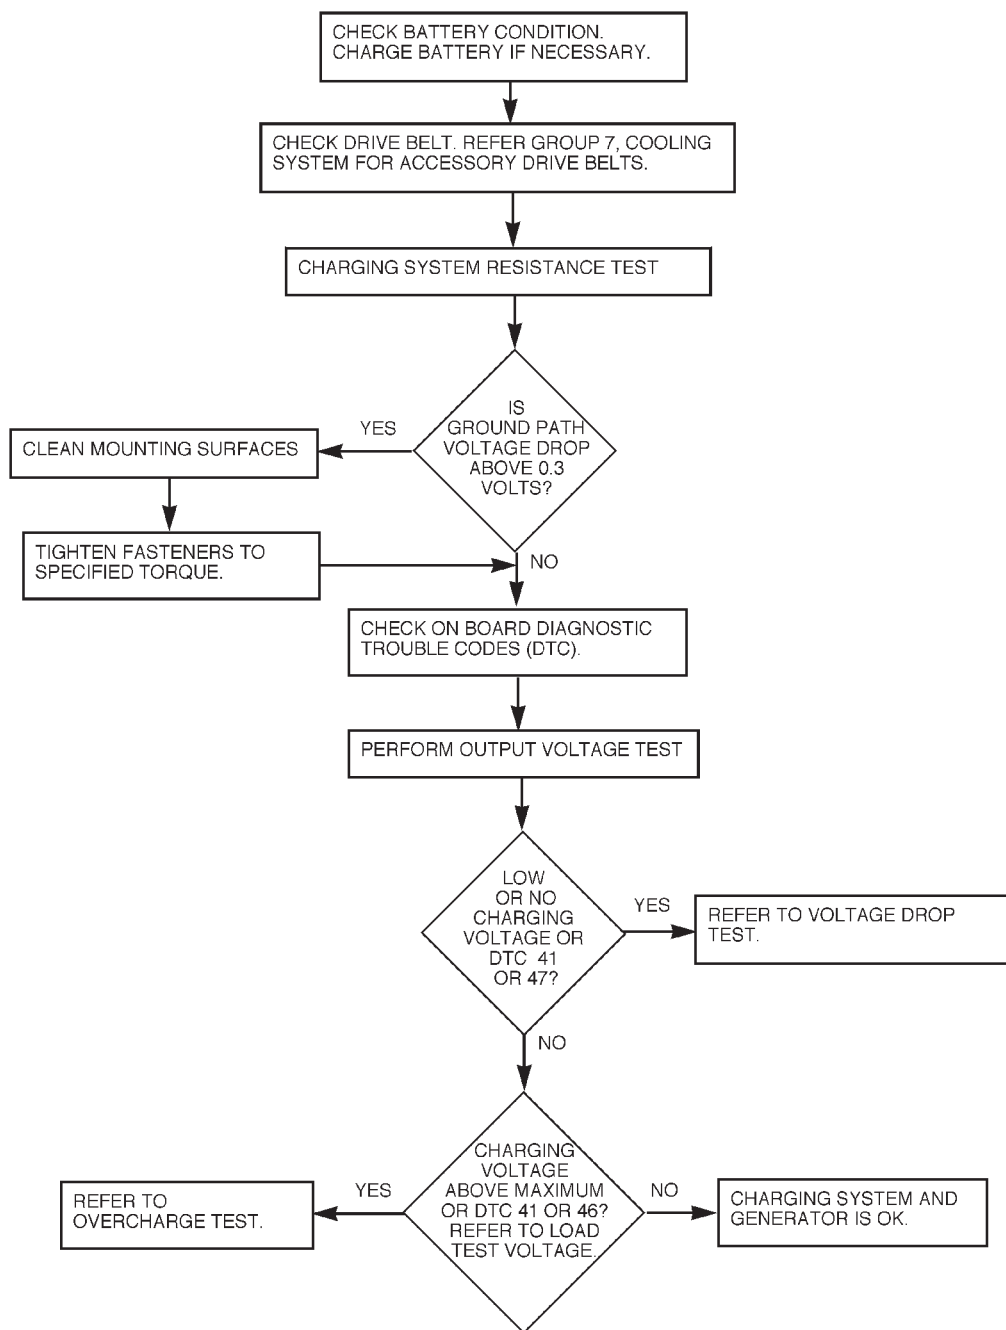 CHECK BATTERY CONDITION.
CHARGE BATTERY IF NECESSARY.
CHECK DRIVE BELT. REFER GROUP 7, COOLING
SYSTEM FOR ACCESSORY DRIVE BELTS.
CHARGING SYSTEM RESISTANCE TEST
IS
GROUND PATH
VOLTAGE DROP
ABOVE 0.3
VOLTS?
YES
CLEAN MOUNTING SURFACES
TIGHTEN FASTENERS TO
SPECIFIED TORQUE.
NO
CHECK ON BOARD DIAGNOSTIC
TROUBLE CODES (DTC).
PERFORM OUTPUT VOLTAGE TEST
LOW
OR NO
CHARGING
VOLTAGE OR
DTC 41
OR 47?
YES
REFER TO VOLTAGE DROP
TEST.
NO
CHARGING
VOLTAGE
ABOVE MAXIMUM
OR DTC 41 OR 46?
REFER TO LOAD
TEST VOLTAGE.
YES
REFER TO
OVERCHARGE TEST.
NO
CHARGING SYSTEM AND
GENERATOR IS OK.